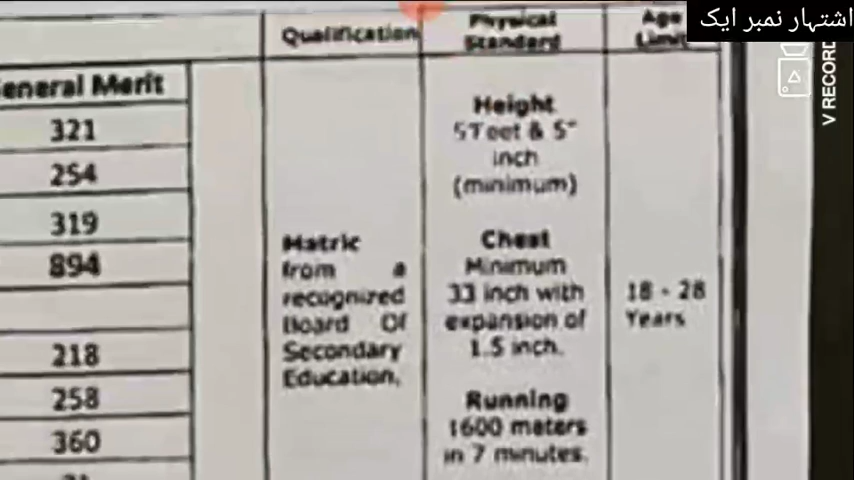 اشتہار نمبر ایک
Qualification
Physical
Standard
Age
Limit
General Merit
321
254
319
894
218
258
360
Matric
from a
recognized
Board Of
Secondary
Education.
Height
5 Feet & 5"
inch
(minimum)
Chest
Minimum
33 inch with
expansion of
1.5 inch.
Running
1600 meters
in 7 minutes.
18 - 28
Years
V RECORDER